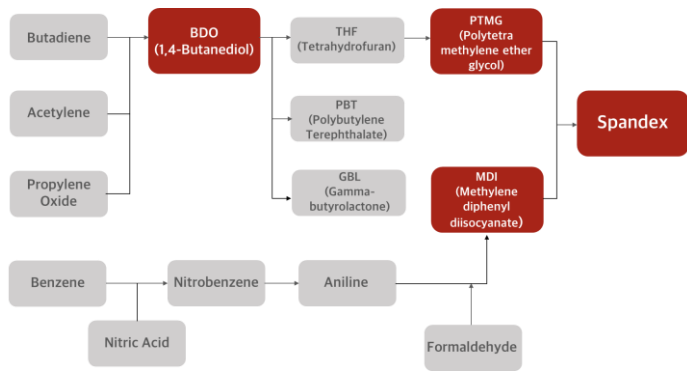 Butadiene
BDO
(1,4-Butanediol)
THF
(Tetrahydrofuran)
PTMG
(Polytetra
methylene ether
glycol)
Acetylene
PBT
(Polybutylene
Terephthalate)
Spandex
Propylene
Oxide
GBL
(Gamma-
butyrolactone)
MDI
(Methylene
diphenyl
diisocyanate)
Benzene
Nitrobenzene
Aniline
Nitric Acid
Formaldehyde